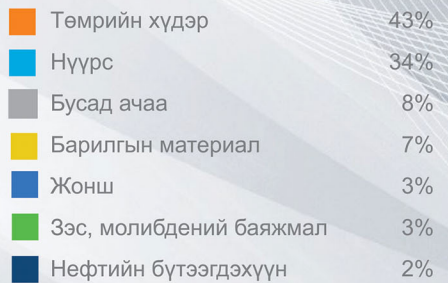 Төмрийн хүдэр 43%
Нүүрс 34%
Бусад ачаа 8%
Барилгын материал 7%
Жонш 3%
Зэс, молибдений баяжмал 3%
Нефтийн бүтээгдэхүүн 2%